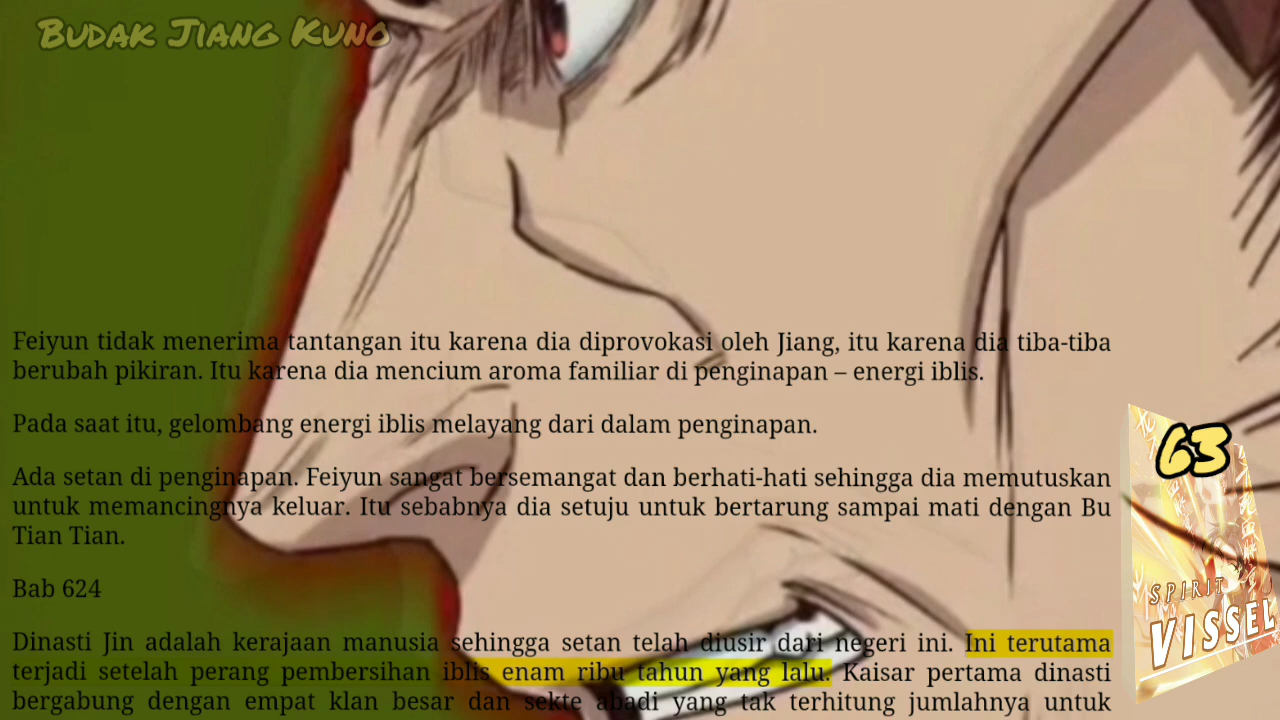 Budak Jiang Kuno
Feiyun tidak menerima tantangan itu karena dia diprovokasi oleh Jiang, itu karena dia tiba-tiba
berubah pikiran. Itu karena dia mencium aroma familiar di penginapan – energi iblis.
Pada saat itu, gelombang energi iblis melayang dari dalam penginapan.
Ada setan di penginapan. Feiyun sangat bersemangat dan berhati-hati sehingga dia memutuskan
untuk memancingnya keluar. Itu sebabnya dia setuju untuk bertarung sampai mati dengan Bu
Tian Tian.
Bab 624
Dinasti Jin adalah kerajaan manusia sehingga setan telah diusir dari negeri ini. Ini terutama
terjadi setelah perang pembersihan iblis enam ribu tahun yang lalu. Kaisar pertama dinasti
bergabung dengan empat klan besar dan sekte abadi yang tak terhitung jumlahnya untuk
63
SPIRIT
VISSEL